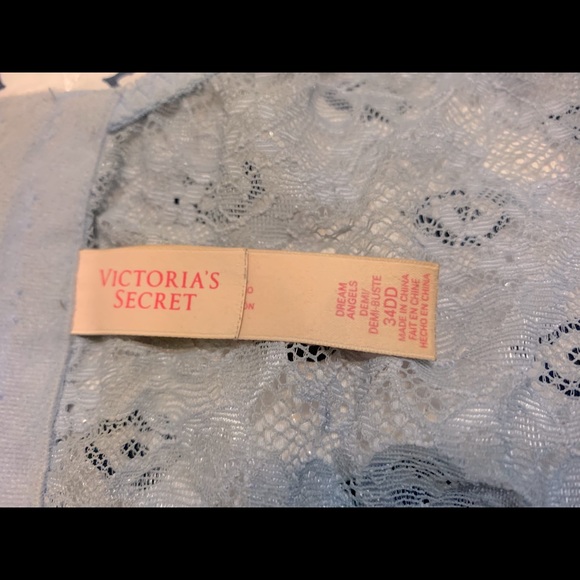 VICTORIA'S
SECRET
DREAM
ANGELS
DEMI/
DEMI-BUSTE
34DD
MADE IN CHINA
FAIT EN CHINE
HECHO EN CHINA